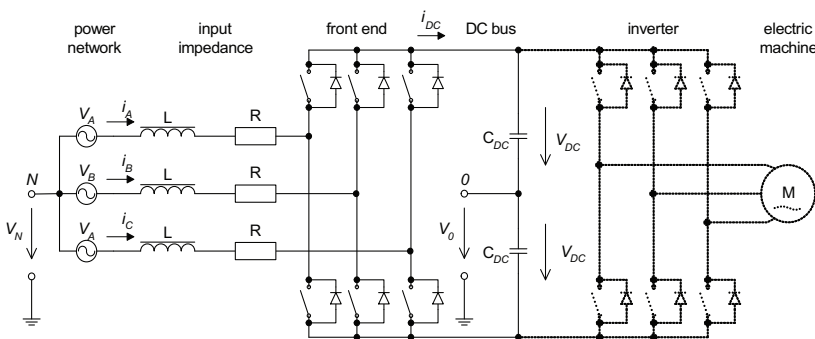 power network
input impedance
front end
i_DC
DC bus
inverter
electric machine
V_A
i_A
L
R
V_B
i_B
L
R
V_A
i_C
L
R
N
V_N
0
V_0
C_DC
V_DC
C_DC
V_DC
M